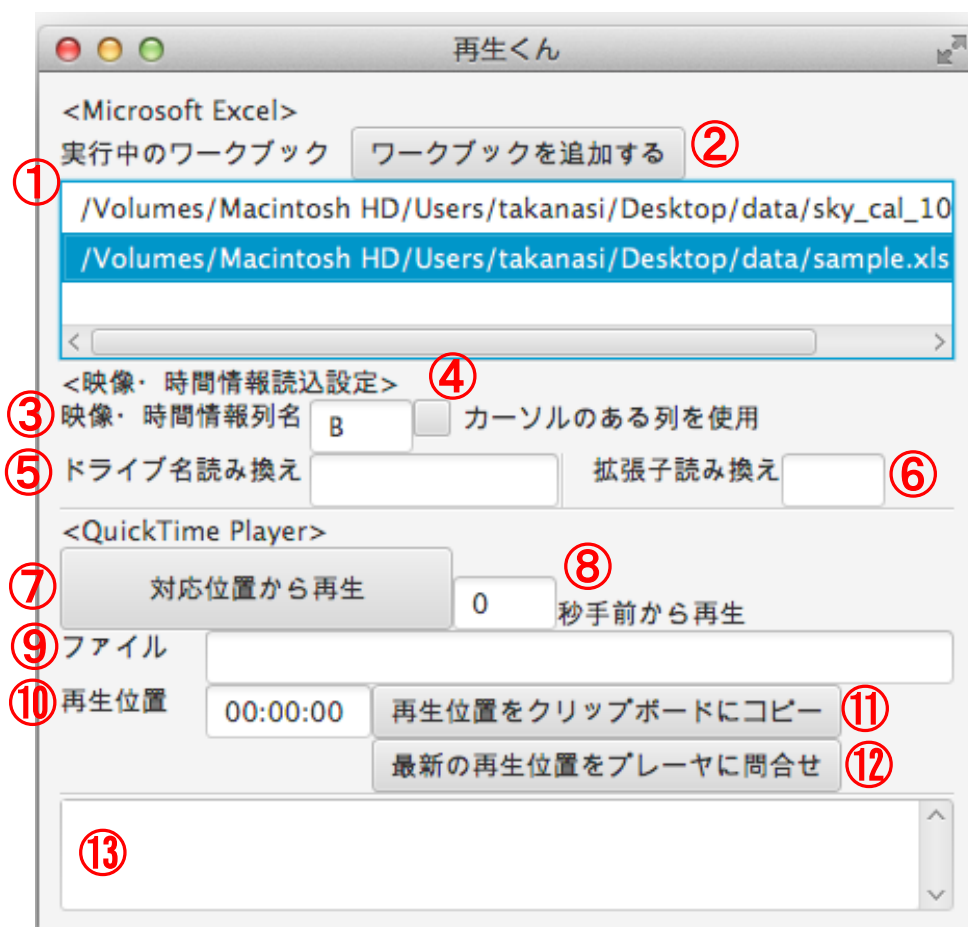 再生くん
<Microsoft Excel>
実行中のワークブック ワークブックを追加する ②
①
/Volumes/Macintosh HD/Users/takanasi/Desktop/data/sky_cal_10
/Volumes/Macintosh HD/Users/takanasi/Desktop/data/sample.xls
<映像・時間情報読込設定> ④
③ 映像・時間情報列名 B カーソルのある列を使用
⑤ ドライブ名読み換え 拡張子読み換え ⑥
<QuickTime Player>
⑦ 対応位置から再生 0 秒手前から再生 ⑧
⑨ ファイル
⑩ 再生位置 00:00:00 再生位置をクリップボードにコピー ⑪
最新の再生位置をプレーヤに問合せ ⑫
⑬